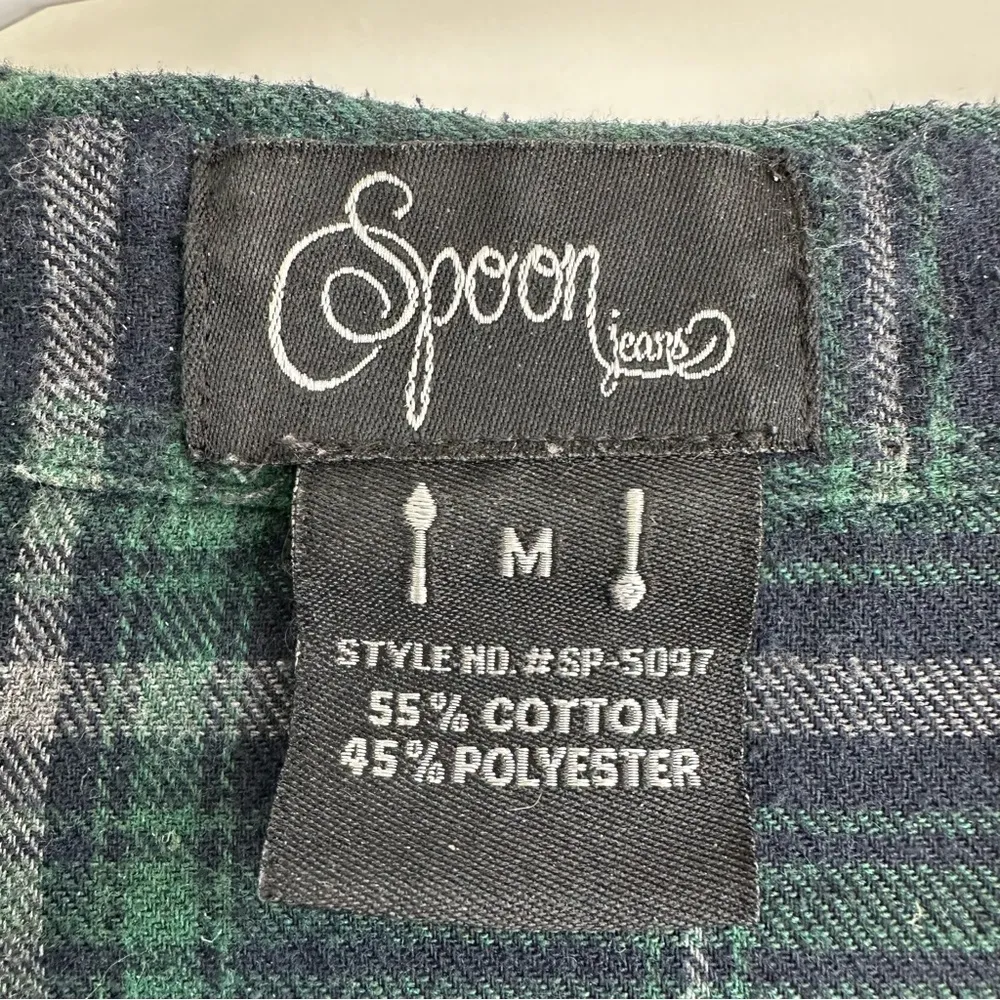 Spoon jeans
M
STYLE NO. #SP-5097
55% COTTON
45% POLYESTER